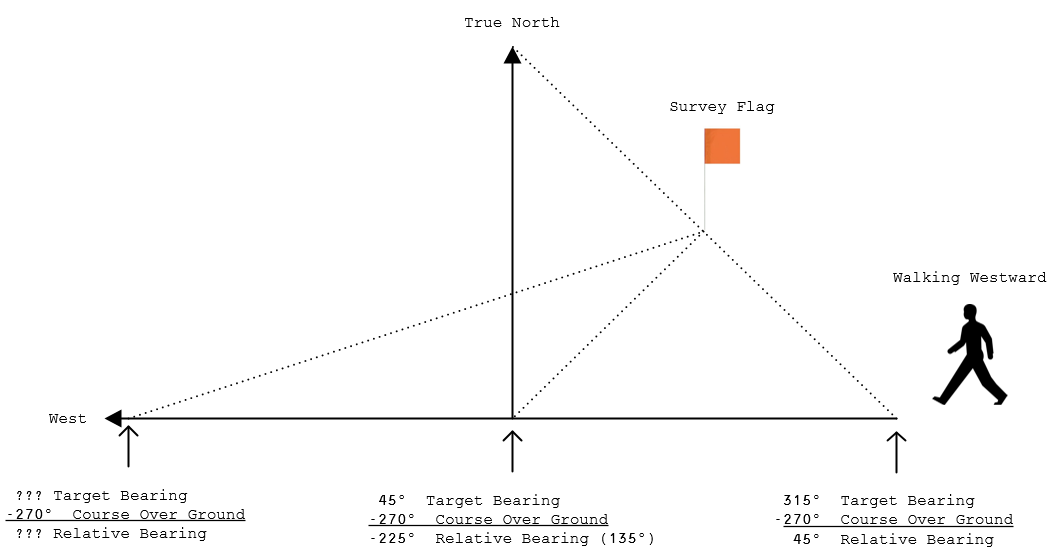 True North
Survey Flag
Walking Westward
West
??? Target Bearing
-270° Course Over Ground
??? Relative Bearing
45° Target Bearing
-270° Course Over Ground
-225° Relative Bearing (135°)
315° Target Bearing
-270° Course Over Ground
45° Relative Bearing